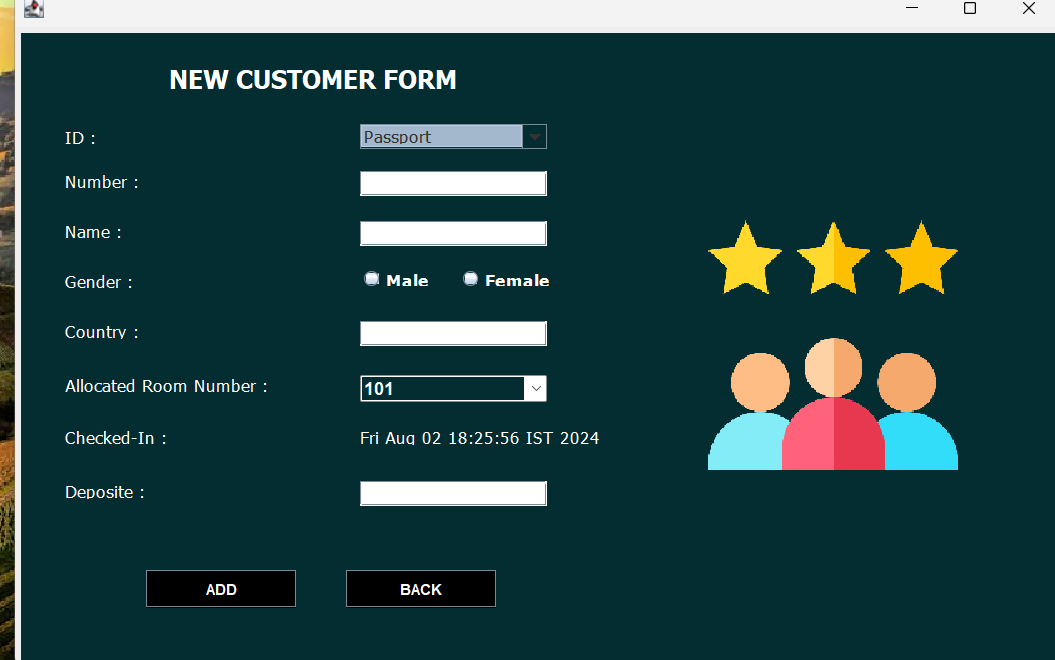 NEW CUSTOMER FORM
ID : Passport
Number :
Name :
Gender : Male Female
Country :
Allocated Room Number : 101
Checked-In : Fri Aug 02 18:25:56 IST 2024
Deposite :
ADD BACK